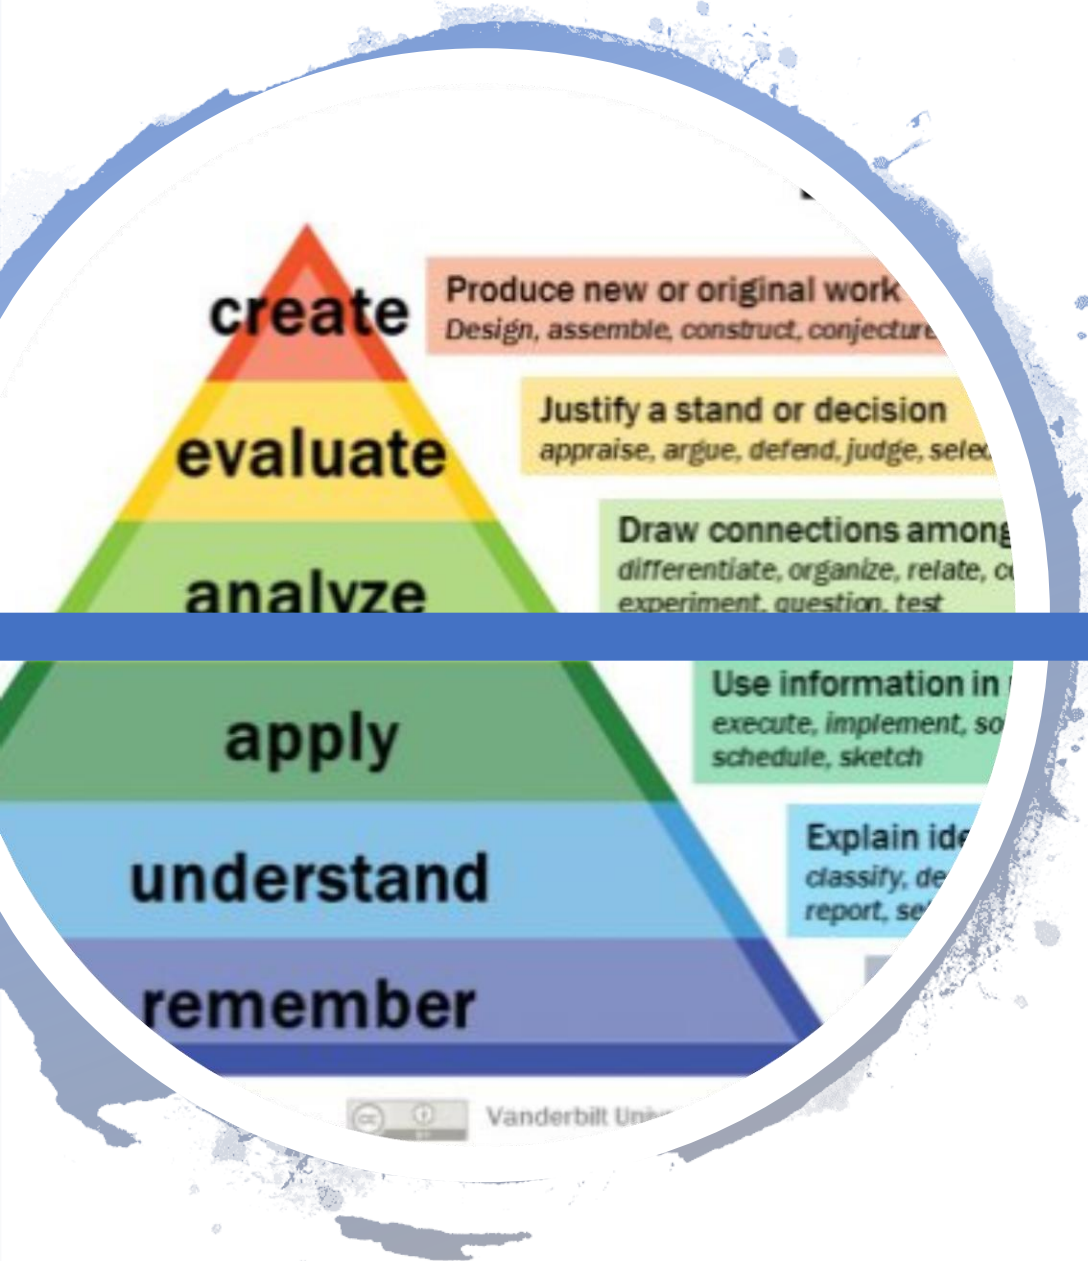 create
Produce new or original work
Design, assemble, construct, conjecture
evaluate
Justify a stand or decision
appraise, argue, defend, judge,
analyze
Draw connections among
differentiate, organize, relate,
experiment, question, test
apply
Use information in
execute, implement,
schedule, sketch
understand
Explain
classify,
report,
remember
cc
Vanderbilt